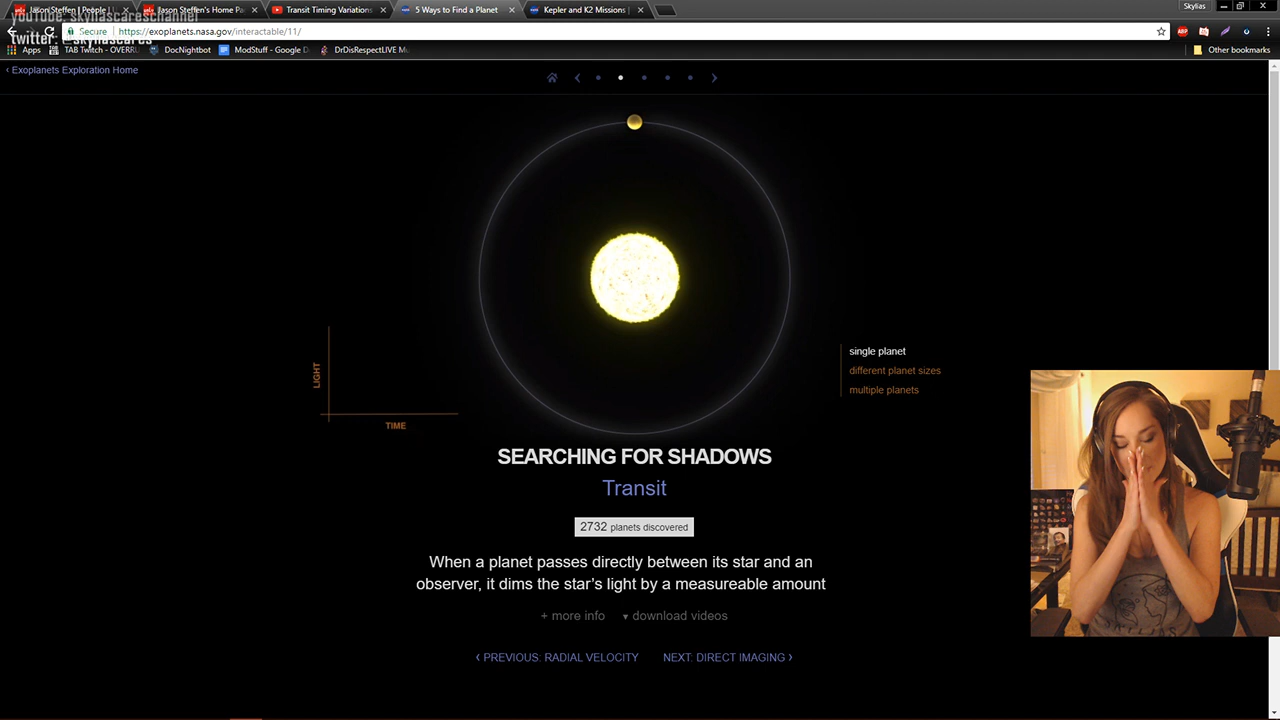 youtube: skyliascareschannel
Jason Steffen | People | U
Jason Steffen's Home Pa
Transit Timing Variations
5 Ways to Find a Planet
Kepler and K2 Missions |
Skylias
Secure
https://exoplanets.nasa.gov/interactable/11/
twitter: skyliascares
Apps
TAB Twitch - OVERRU
DocNightbot
ModStuff - Google D
DrDisRespectLIVE Mu
Other bookmarks
‹ Exoplanets Exploration Home
LIGHT
TIME
single planet
different planet sizes
multiple planets
SEARCHING FOR SHADOWS
Transit
2732 planets discovered
When a planet passes directly between its star and an
observer, it dims the star's light by a measureable amount
+ more info
▾ download videos
‹ PREVIOUS: RADIAL VELOCITY
NEXT: DIRECT IMAGING ›